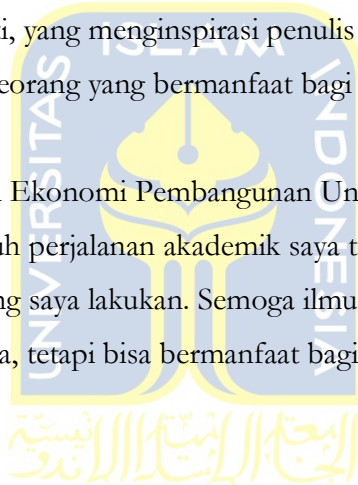 i, yang menginspirasi penulis
eorang yang bermanfaat bagi
Ekonomi Pembangunan Un
uh perjalanan akademik saya t
ng saya lakukan. Semoga ilmu
a, tetapi bisa bermanfaat bagi
UNIVERSITAS
ISLAM
INDONESIA